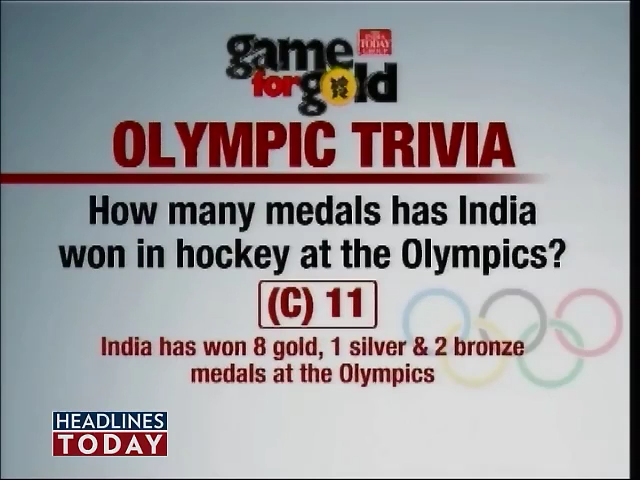 game
THE INDIA
TODAY
GROUP
for gold
OLYMPIC TRIVIA
How many medals has India
won in hockey at the Olympics?
(C) 11
India has won 8 gold, 1 silver & 2 bronze
medals at the Olympics
HEADLINES
TODAY